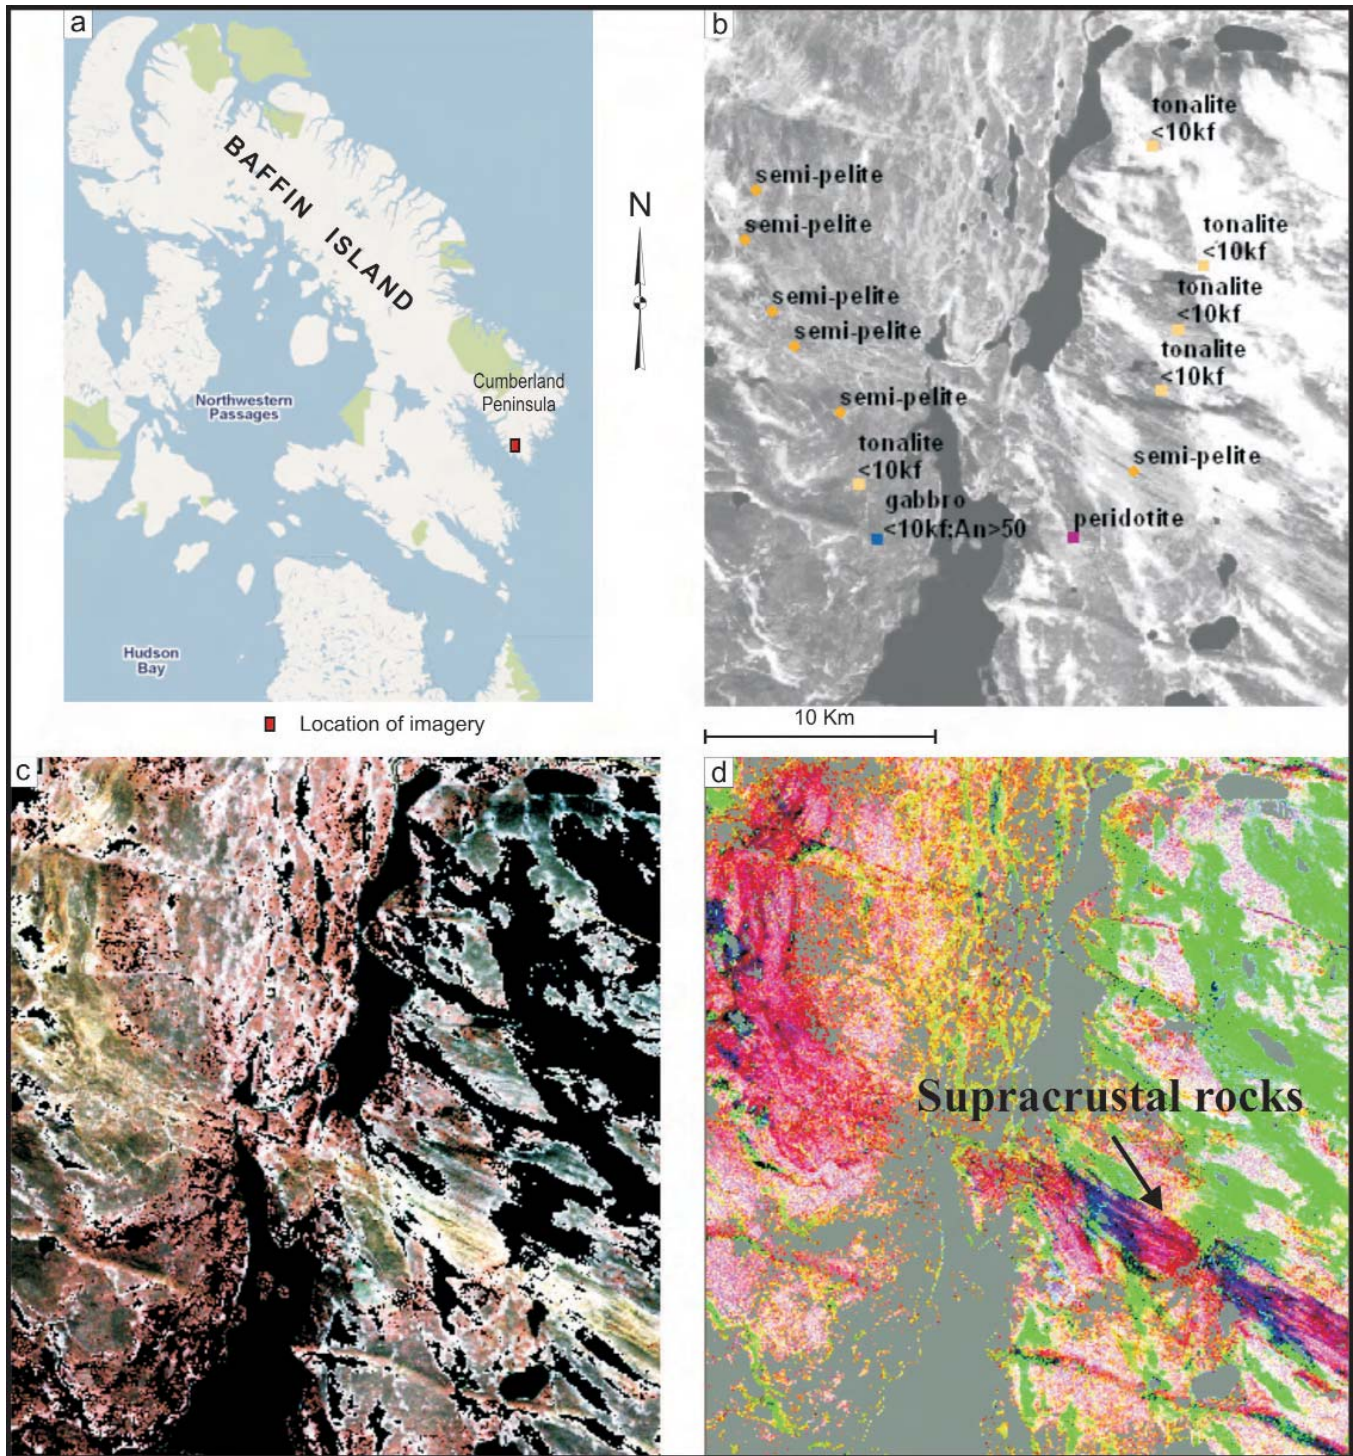 a
BAFFIN ISLAND
Cumberland
Peninsula
Northwestern
Passages
Hudson
Bay
Location of imagery
N
b
tonalite
<10kf
semi-pelite
semi-pelite
tonalite
<10kf
semi-pelite
tonalite
<10kf
semi-pelite
tonalite
<10kf
semi-pelite
tonalite
<10kf
semi-pelite
gabbro
<10kf;An>50
peridotite
10 Km
c
d
Supracrustal rocks